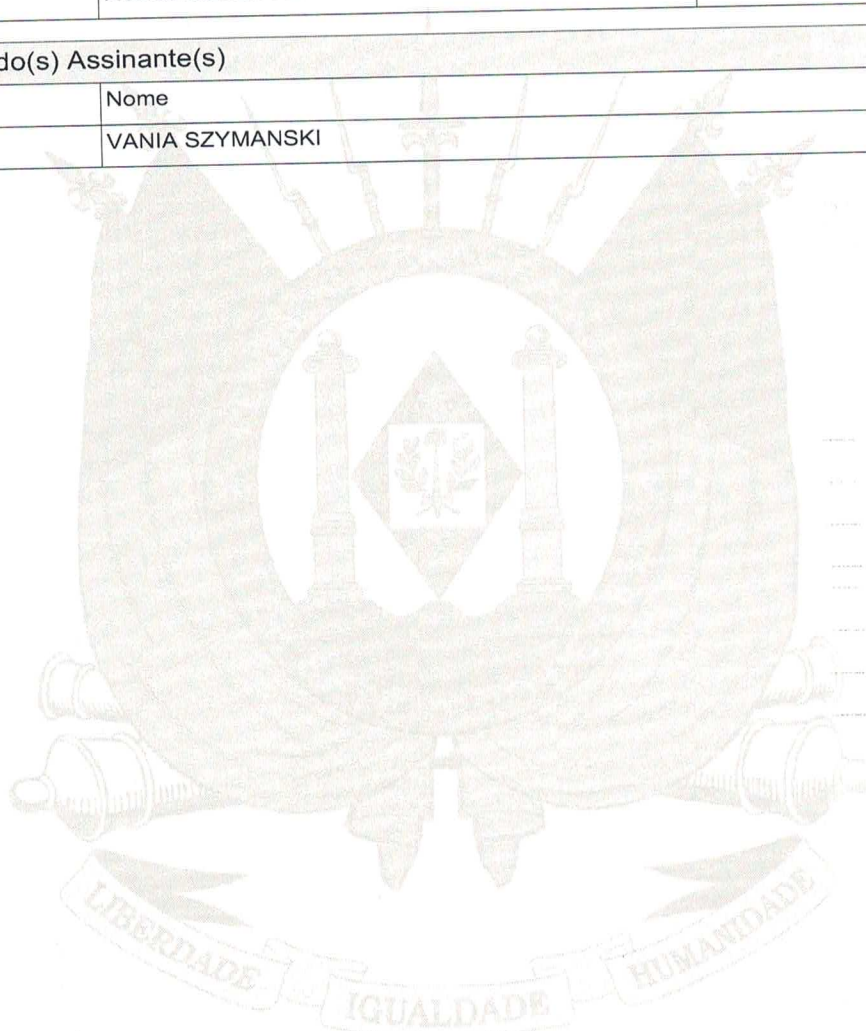 do(s) Assinante(s)
Nome
VANIA SZYMANSKI
LIBERDADE
IGUALDADE
HUMANIDADE